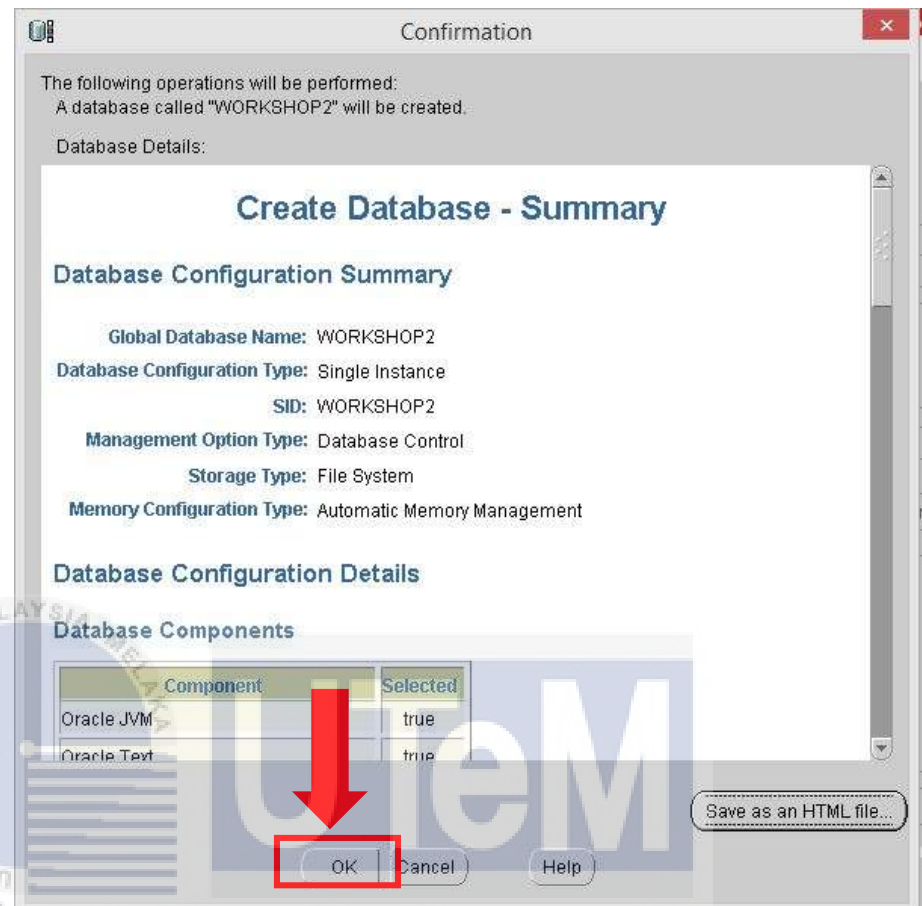 Confirmation
The following operations will be performed:
A database called "WORKSHOP2" will be created.
Database Details:
Create Database - Summary
Database Configuration Summary
Global Database Name: WORKSHOP2
Database Configuration Type: Single Instance
SID: WORKSHOP2
Management Option Type: Database Control
Storage Type: File System
Memory Configuration Type: Automatic Memory Management
Database Configuration Details
Database Components
Component Selected
Oracle JVM true
Oracle Text true
Save as an HTML file...
OK Cancel Help
UTeM
LAYSIA MELAKA